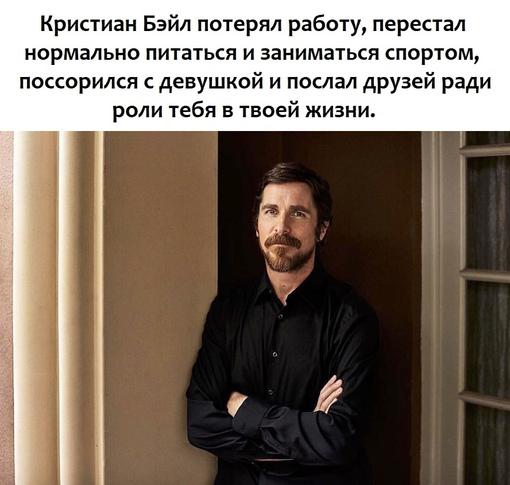 Кристиан Бэйл потерял работу, перестал
нормально питаться и заниматься спортом,
поссорился с девушкой и послал друзей ради
роли тебя в твоей жизни.